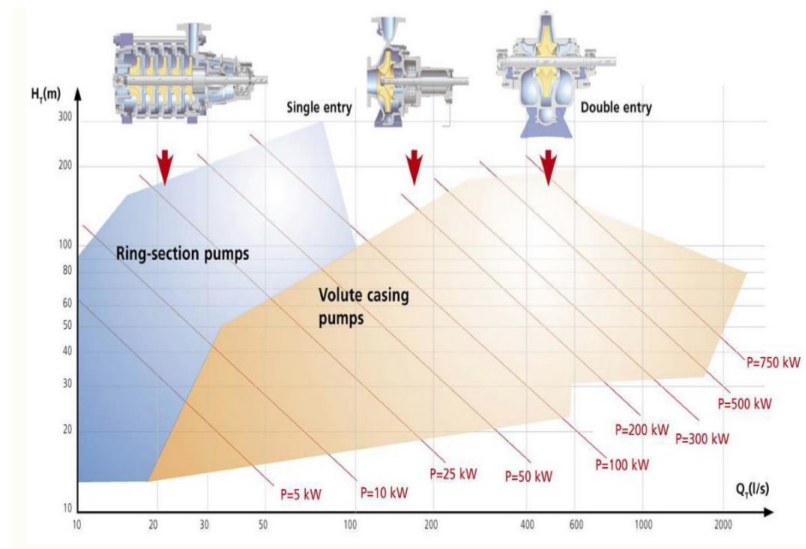 H,(m)
Single entry
Double entry
300
200
100
80
60
50
40
30
20
10
Ring-section pumps
Volute casing
pumps
P=750 kW
P=500 kW
P=200 kW
P=300 kW
P=100 kW
P=25 kW
P=50 kW
P=5 kW
P=10 kW
Q,(l/s)
10 20 30 50 100 200 400 600 1000 2000